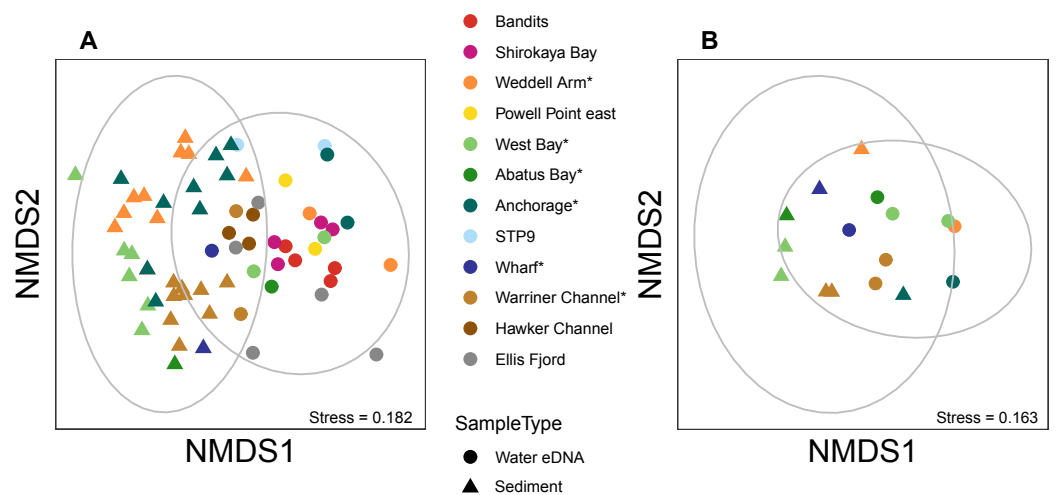 A
NMDS2
Stress = 0.182
NMDS1
Bandits
Shirokaya Bay
Weddell Arm*
Powell Point east
West Bay*
Abatus Bay*
Anchorage*
STP9
Wharf*
Warriner Channel*
Hawker Channel
Ellis Fjord
SampleType
Water eDNA
Sediment
B
NMDS2
Stress = 0.163
NMDS1